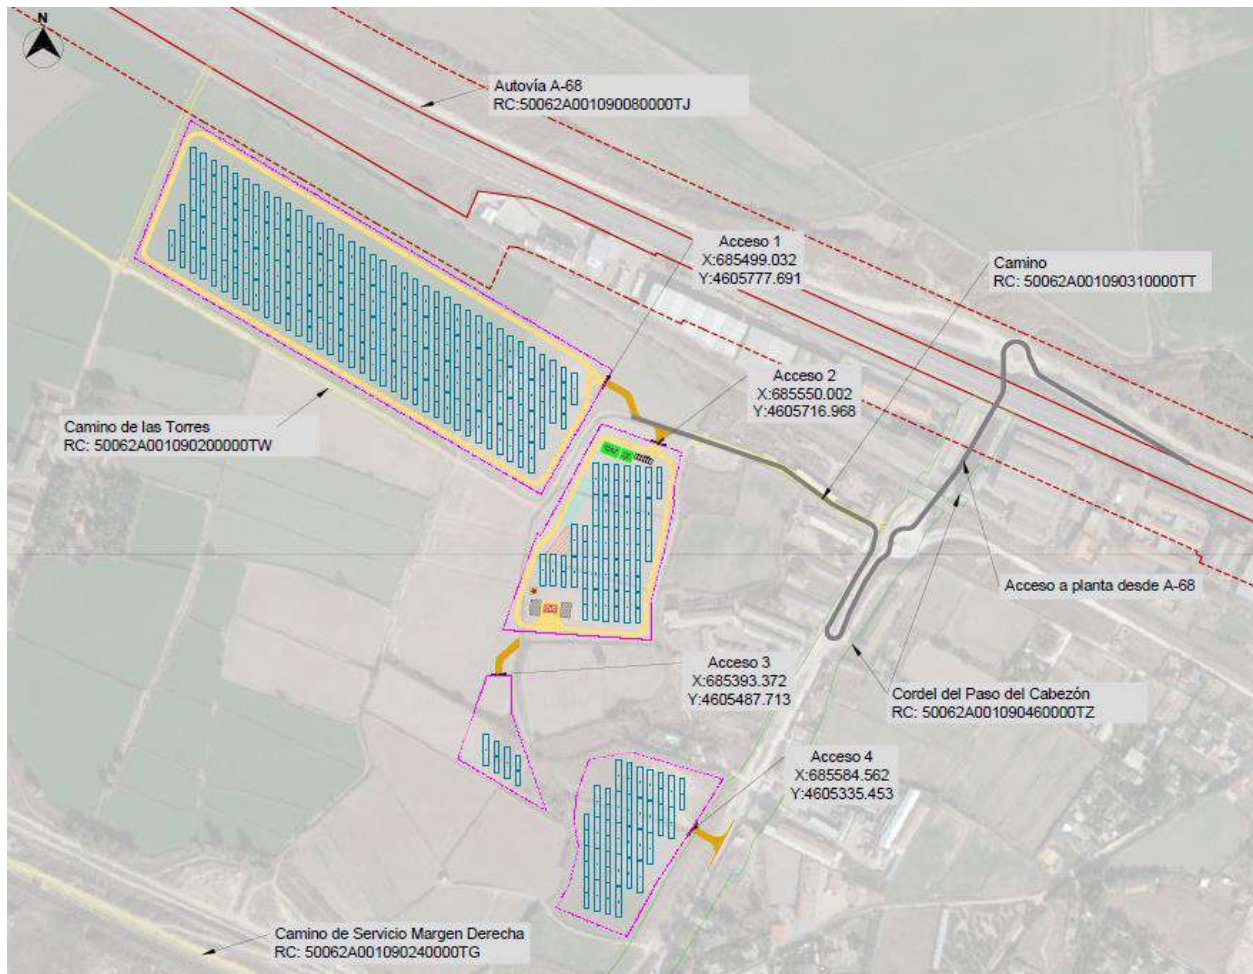 N
Autovía A-68
RC:50062A001090080000TJ
Acceso 1
X:685499.032
Y:4605777.691
Camino
RC: 50062A001090310000TT
Acceso 2
X:685550.002
Y:4605716.968
Camino de las Torres
RC: 50062A001090200000TW
Acceso a planta desde A-68
Acceso 3
X:685393.372
Y:4605487.713
Cordel del Paso del Cabezón
RC: 50062A001090460000TZ
Acceso 4
X:685584.562
Y:4605335.453
Camino de Servicio Margen Derecha
RC: 50062A001090240000TG